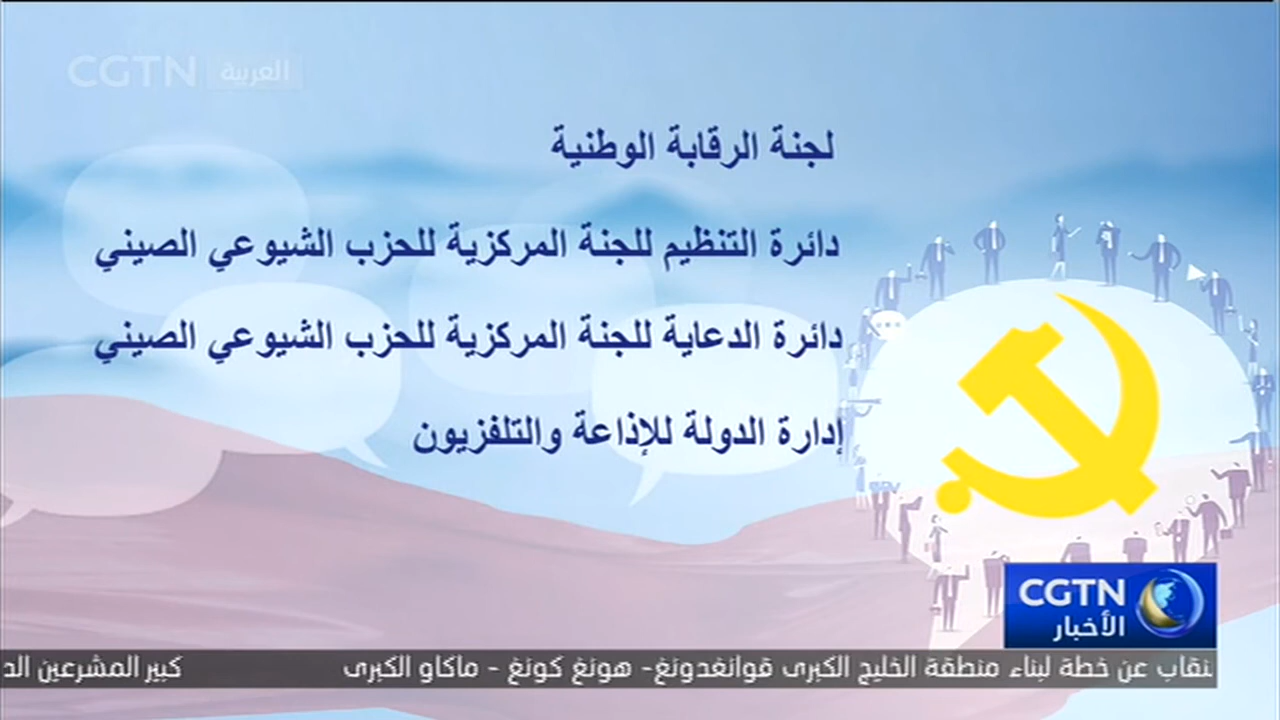 CGTN العربية
لجنة الرقابة الوطنية
دائرة التنظيم للجنة المركزية للحزب الشيوعي الصيني
دائرة الدعاية للجنة المركزية للحزب الشيوعي الصيني
إدارة الدولة للإذاعة والتلفزيون
CGTN
الأخبار
عن خطة لبناء منطقة الخليج الكبرى قوانغدونغ- هونغ كونغ - ماكاو الكبرى كبير المشرعين